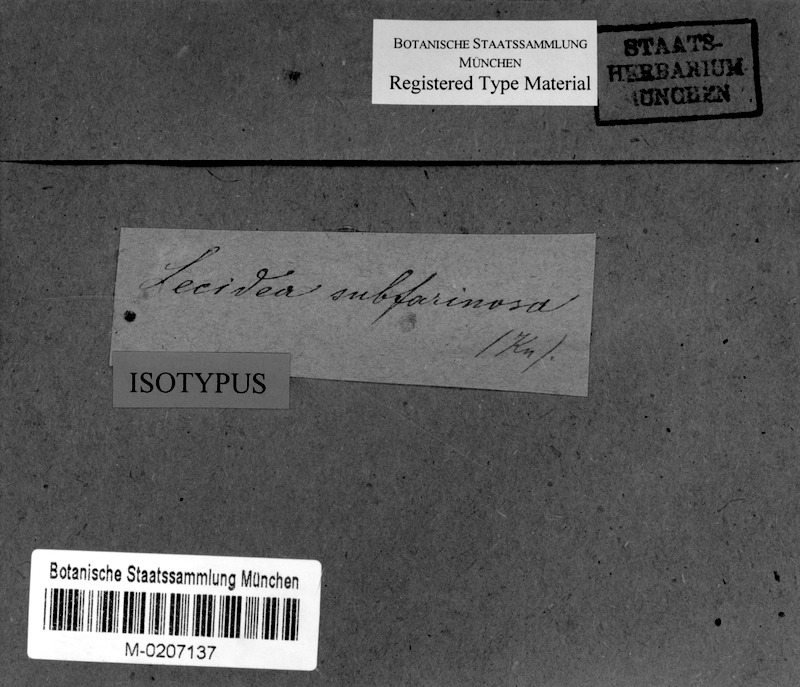 BOTANISCHE STAATSSAMMLUNG
MÜNCHEN
Registered Type Material
STAATS-
HERBARIUM
MÜNCHEN
Lecidea subfarinosa
(Kn).
ISOTYPUS
Botanische Staatssammlung München
M-0207137